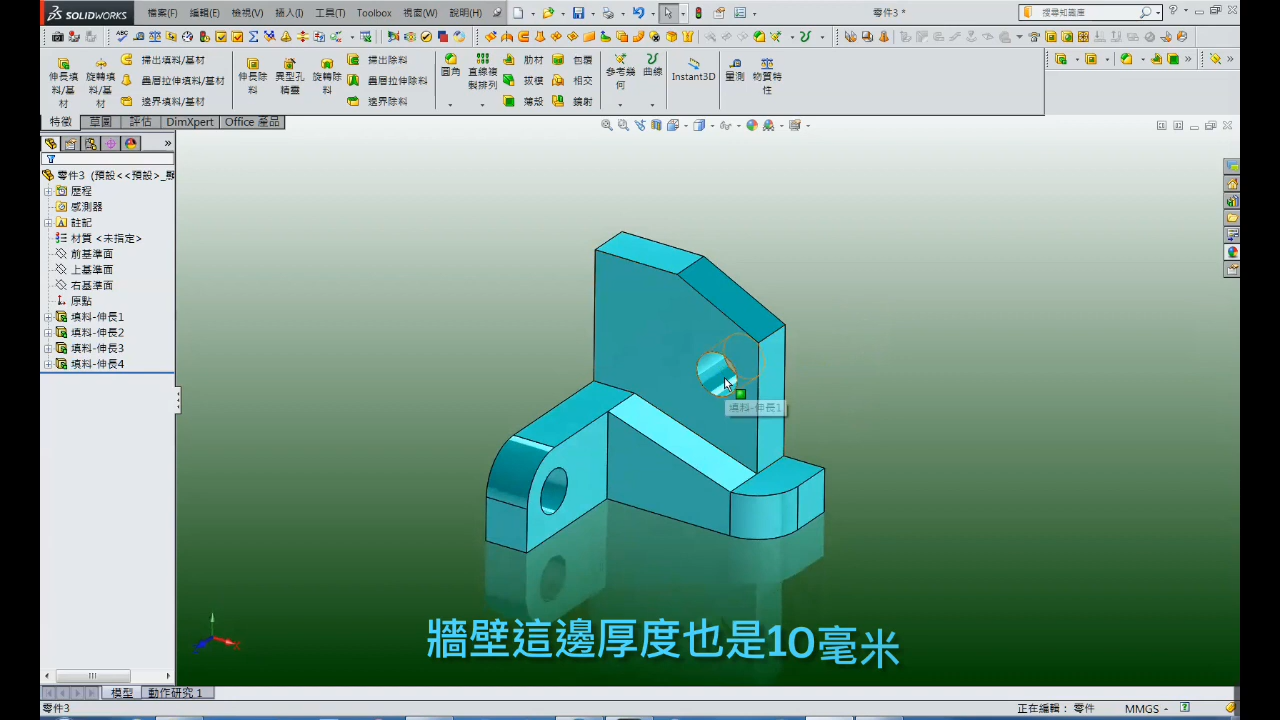 SOLIDWORKS 檔案(F) 編輯(E) 檢視(V) 插入(I) 工具(T) Toolbox 視窗(W) 說明(H) 零件3 * 搜尋知識庫
伸長填料/基材 旋轉填料/基材 掃出填料/基材 疊層拉伸填料/基材 邊界填料/基材
伸長除料 異型孔精靈 旋轉除料 掃出除料 疊層拉伸除料 邊界除料
圓角 直線複製排列 肋材 拔模 薄殼 包覆 相交 鏡射
參考幾何 曲線 Instant3D 量測 物質特性
特徵 草圖 評估 DimXpert Office 產品
零件3 (預設<<預設>_顯
歷程
感測器
註記
材質 <未指定>
前基準面
上基準面
右基準面
原點
填料-伸長1
填料-伸長2
填料-伸長3
填料-伸長4
填料-伸長1
牆壁這邊厚度也是10毫米
模型 動作研究 1
零件3 正在編輯: 零件 MMGS